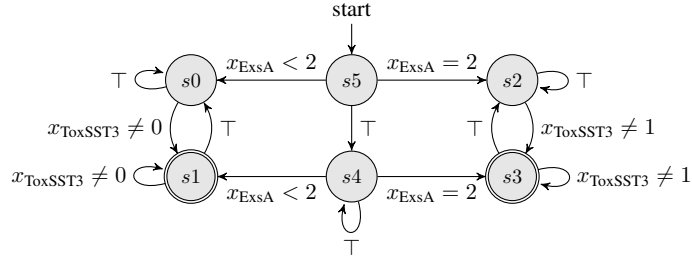 start
⊤ s0 x_ExsA < 2 s5 x_ExsA = 2 s2 ⊤
x_ToxSST3 ≠ 0 ⊤ ⊤ ⊤ x_ToxSST3 ≠ 1
x_ToxSST3 ≠ 0 s1 x_ExsA < 2 s4 x_ExsA = 2 s3 x_ToxSST3 ≠ 1
⊤